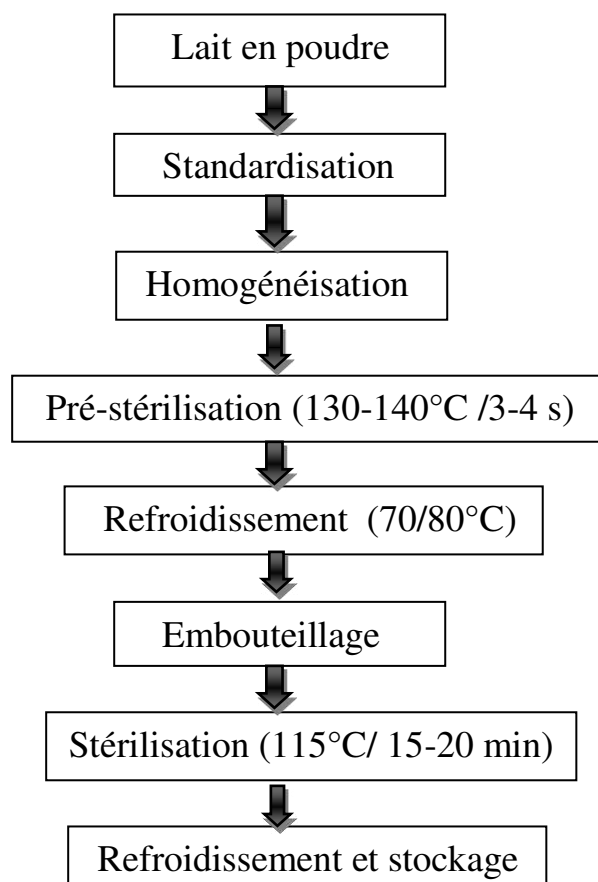 Lait en poudre
Standardisation
Homogénéisation
Pré-stérilisation (130-140°C /3-4 s)
Refroidissement (70/80°C)
Embouteillage
Stérilisation (115°C/ 15-20 min)
Refroidissement et stockage